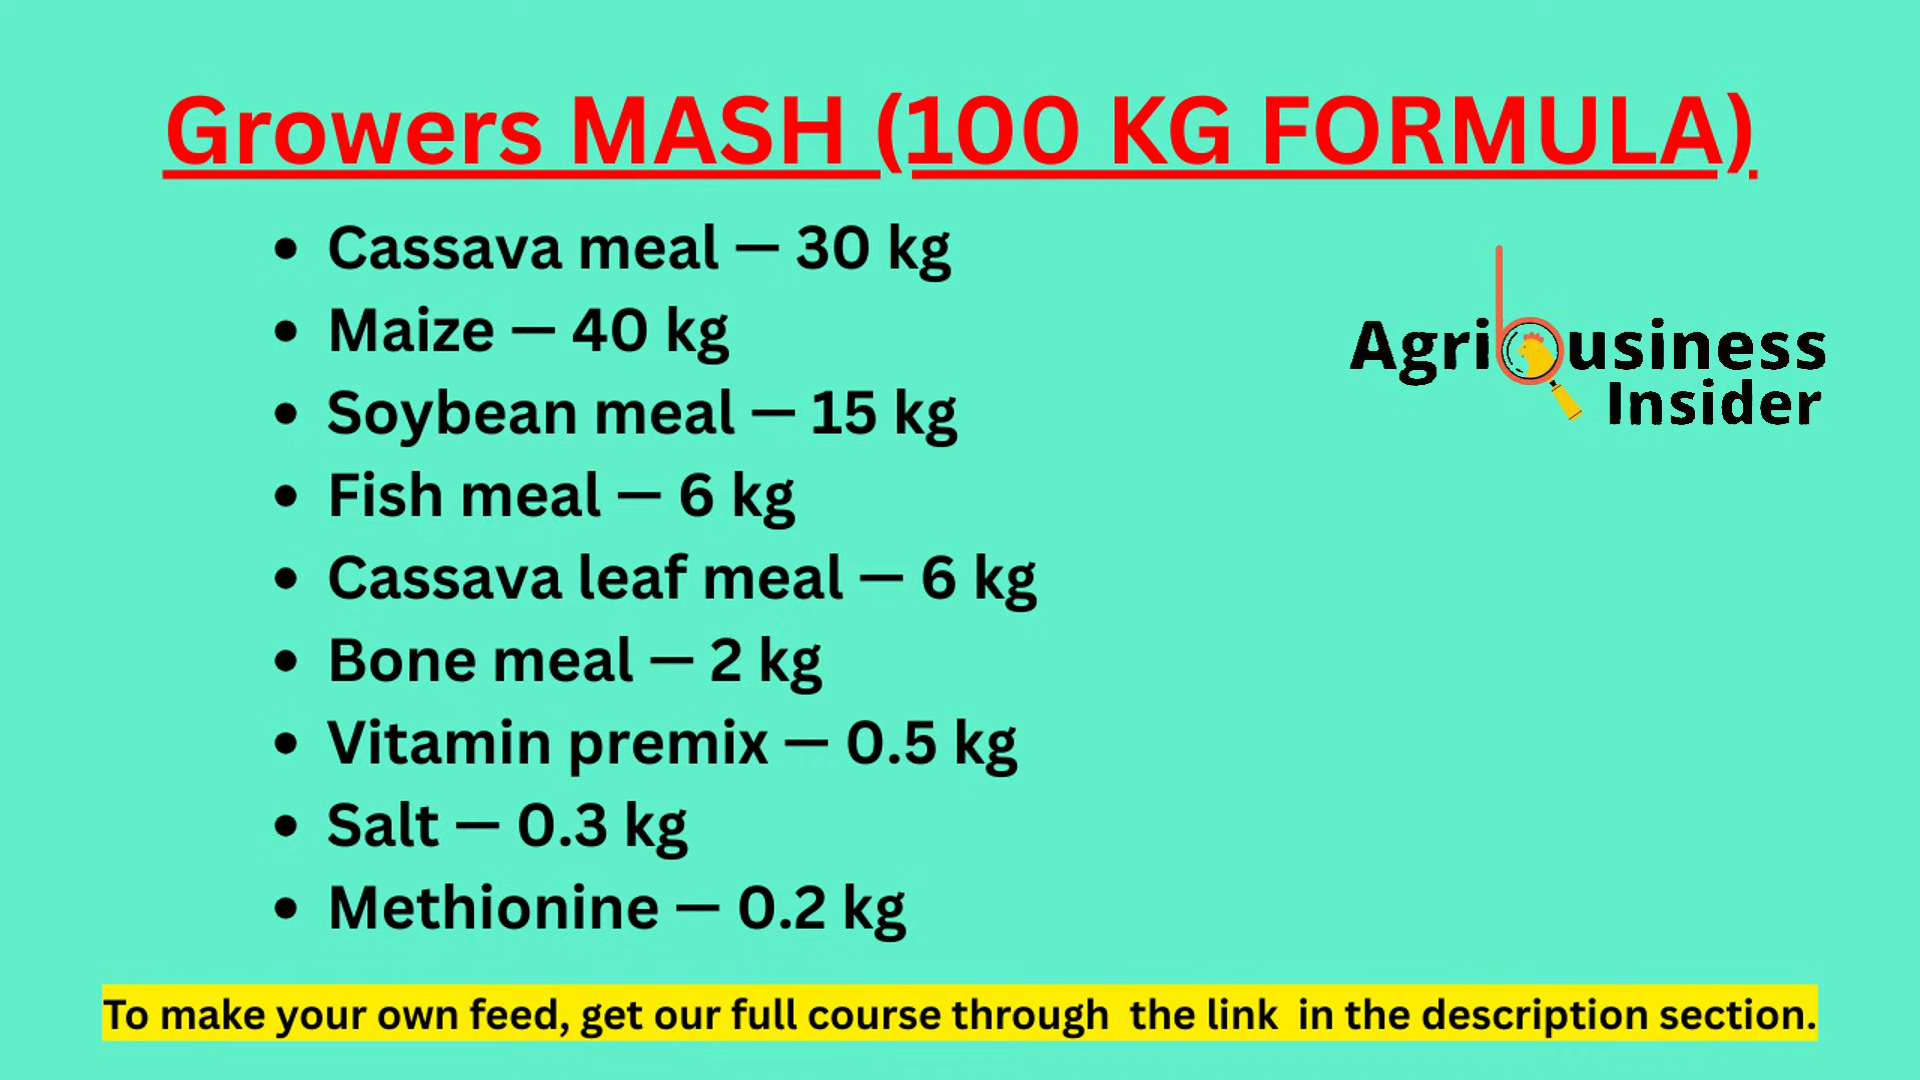 Growers MASH (100 KG FORMULA)
• Cassava meal — 30 kg
• Maize — 40 kg
• Soybean meal — 15 kg
• Fish meal — 6 kg
• Cassava leaf meal — 6 kg
• Bone meal — 2 kg
• Vitamin premix — 0.5 kg
• Salt — 0.3 kg
• Methionine — 0.2 kg
Agribusiness
Insider
To make your own feed, get our full course through the link in the description section.